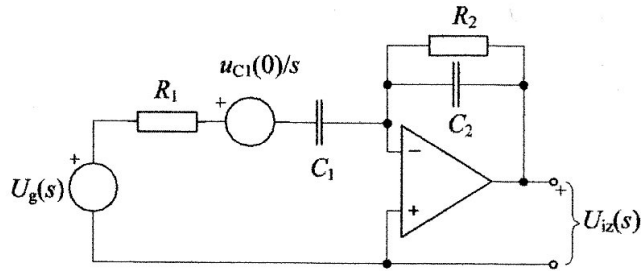 R₂
u_C1(0)/s
R₁
+
C₂
C₁
+
−
U_g(s)
+
+
U_iz(s)